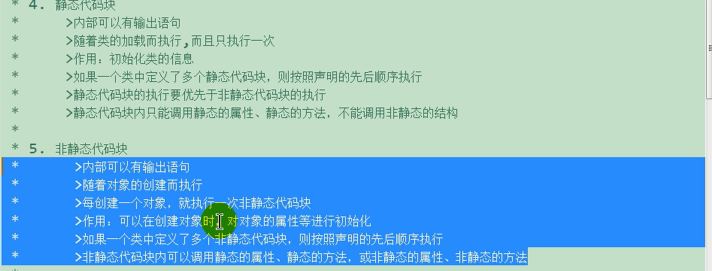 * 4. 静态代码块
* >内部可以有输出语句
* >随着类的加载而执行,而且只执行一次
* >作用：初始化类的信息
* >如果一个类中定义了多个静态代码块，则按照声明的先后顺序执行
* >静态代码块的执行要优先于非静态代码块的执行
* >静态代码块内只能调用静态的属性、静态的方法，不能调用非静态的结构
*
* 5. 非静态代码块
* >内部可以有输出语句
* >随着对象的创建而执行
* >每创建一个对象，就执行一次非静态代码块
* >作用：可以在创建对象时，对对象的属性等进行初始化
* >如果一个类中定义了多个非静态代码块，则按照声明的先后顺序执行
* >非静态代码块内可以调用静态的属性、静态的方法，或非静态的属性、非静态的方法